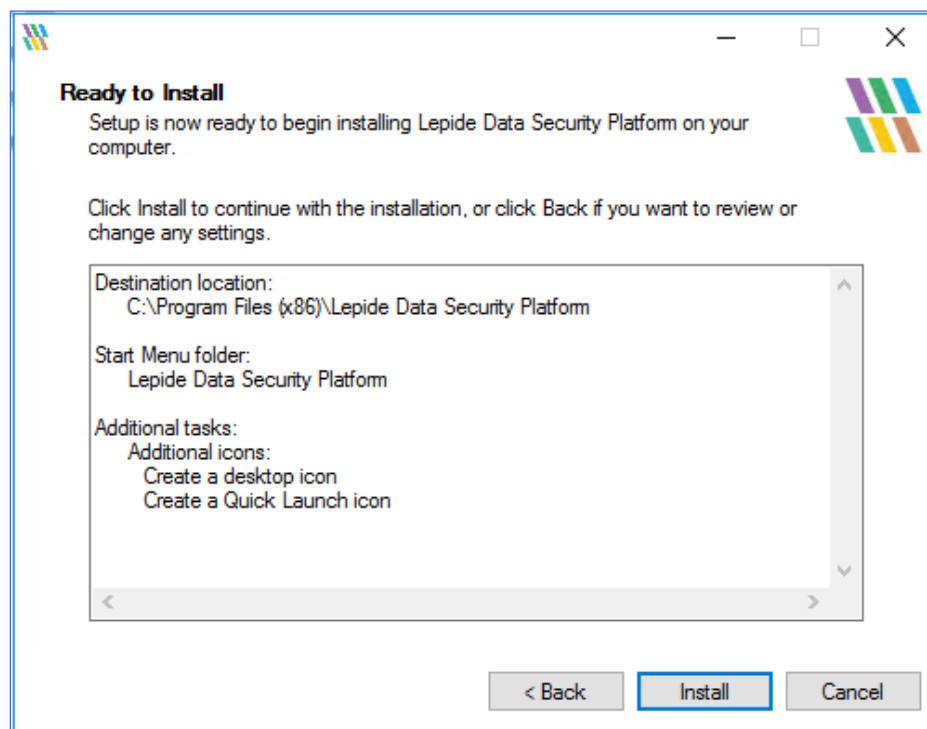 Ready to Install
Setup is now ready to begin installing Lepide Data Security Platform on your
computer.
Click Install to continue with the installation, or click Back if you want to review or
change any settings.
Destination location:
C:\Program Files (x86)\Lepide Data Security Platform
Start Menu folder:
Lepide Data Security Platform
Additional tasks:
Additional icons:
Create a desktop icon
Create a Quick Launch icon
< Back
Install
Cancel